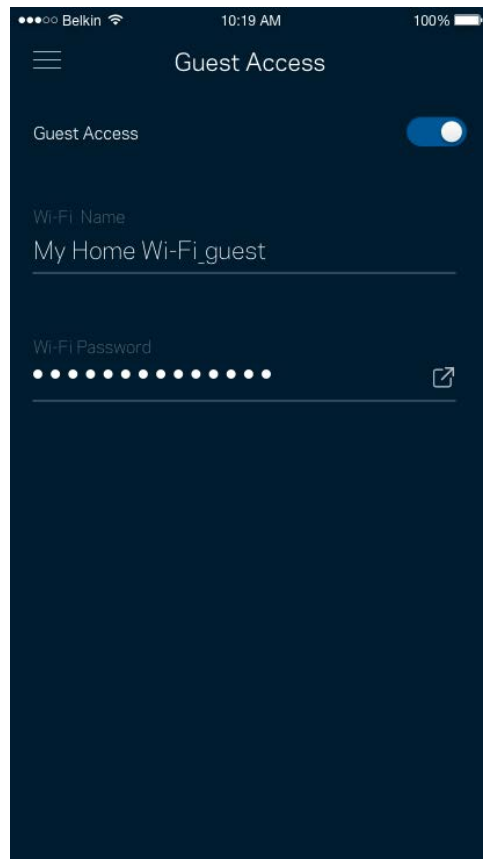 ●●●○○ Belkin 10:19 AM 100%
Guest Access
Guest Access
Wi-Fi Name
My Home Wi-Fi_guest
Wi-Fi Password
●●●●●●●●●●●●●●